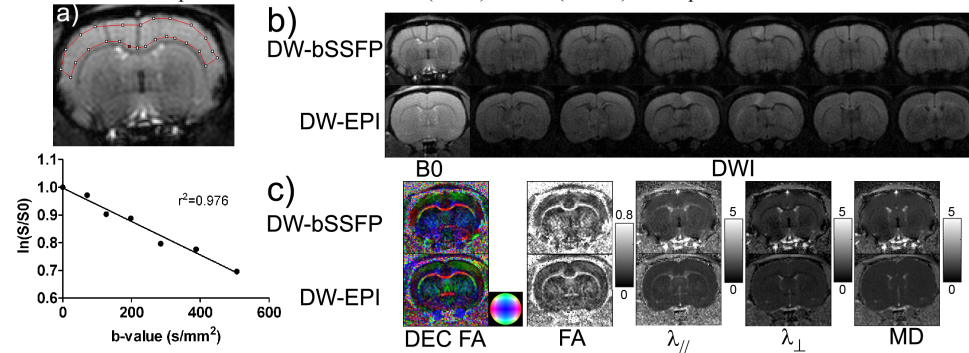 a)
b)
DW-bSSFP
DW-EPI
B0
DWI
1.1
1.0
0.9
0.8
0.7
0.6
ln(S/S0)
r²=0.976
0
200
400
600
b-value (s/mm²)
c)
DW-bSSFP
DW-EPI
0.8
0
5
0
5
0
DEC FA
FA
λ//
λ⊥
MD